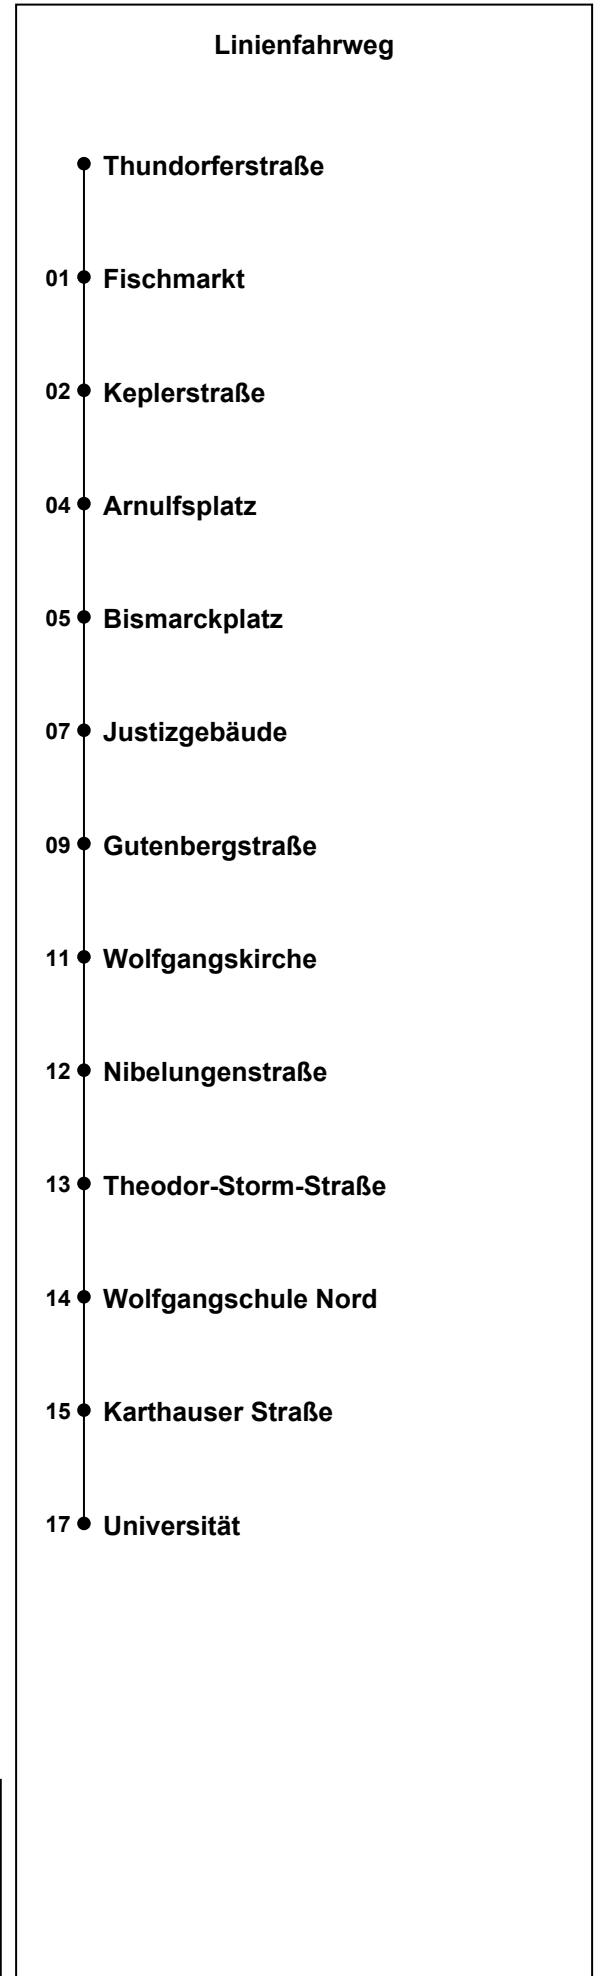 Linienfahrweg
Thundorferstraße
01 Fischmarkt
02 Keplerstraße
04 Arnulfsplatz
05 Bismarckplatz
07 Justizgebäude
09 Gutenbergstraße
11 Wolfgangskirche
12 Nibelungenstraße
13 Theodor-Storm-Straße
14 Wolfgangschule Nord
15 Karthauser Straße
17 Universität